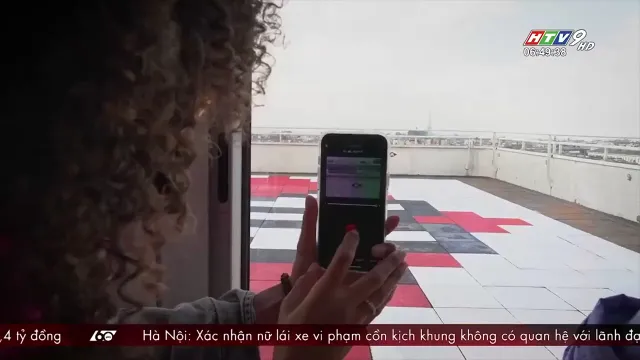 HTV9 HD
06:49:38
,4 tỷ đồng 60 Hà Nội: Xác nhận nữ lái xe vi phạm cồn kịch khung không có quan hệ với lãnh đạ